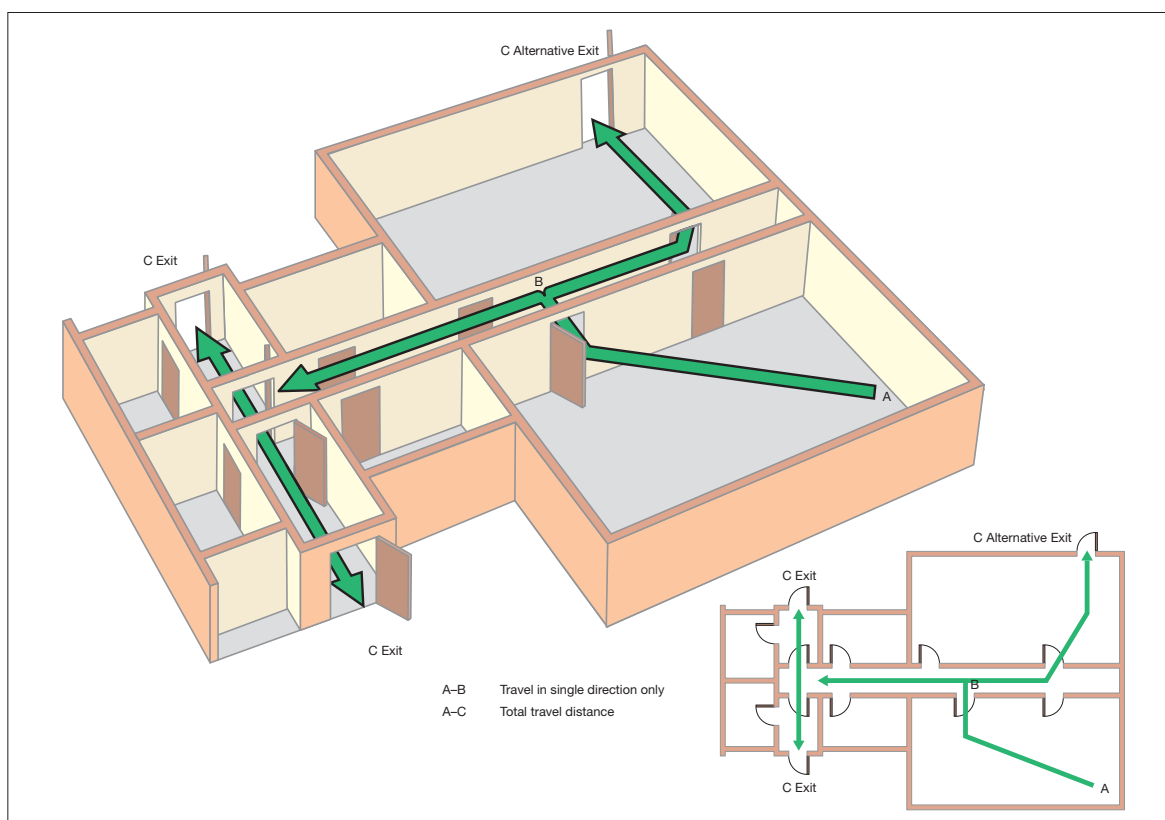 C Alternative Exit
C Exit
B
A
C Exit
A–B Travel in single direction only
A–C Total travel distance
C Alternative Exit
C Exit
B
A
C Exit